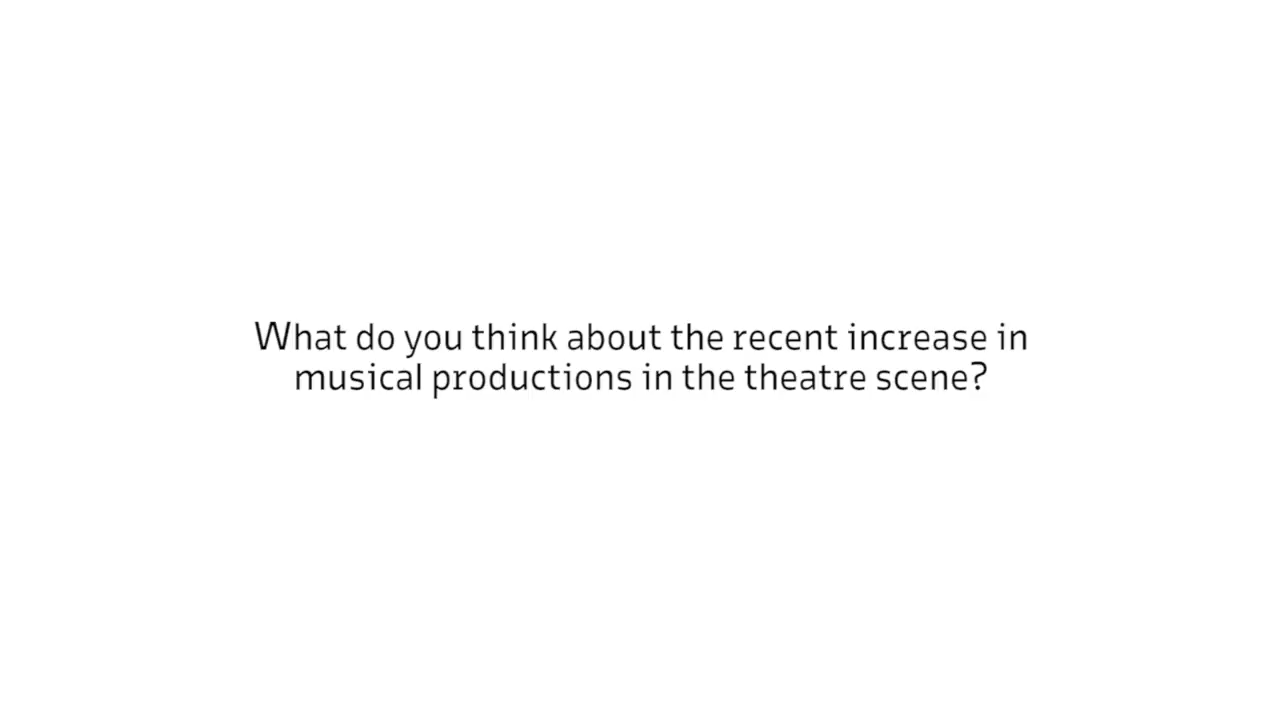 What do you think about the recent increase in
musical productions in the theatre scene?